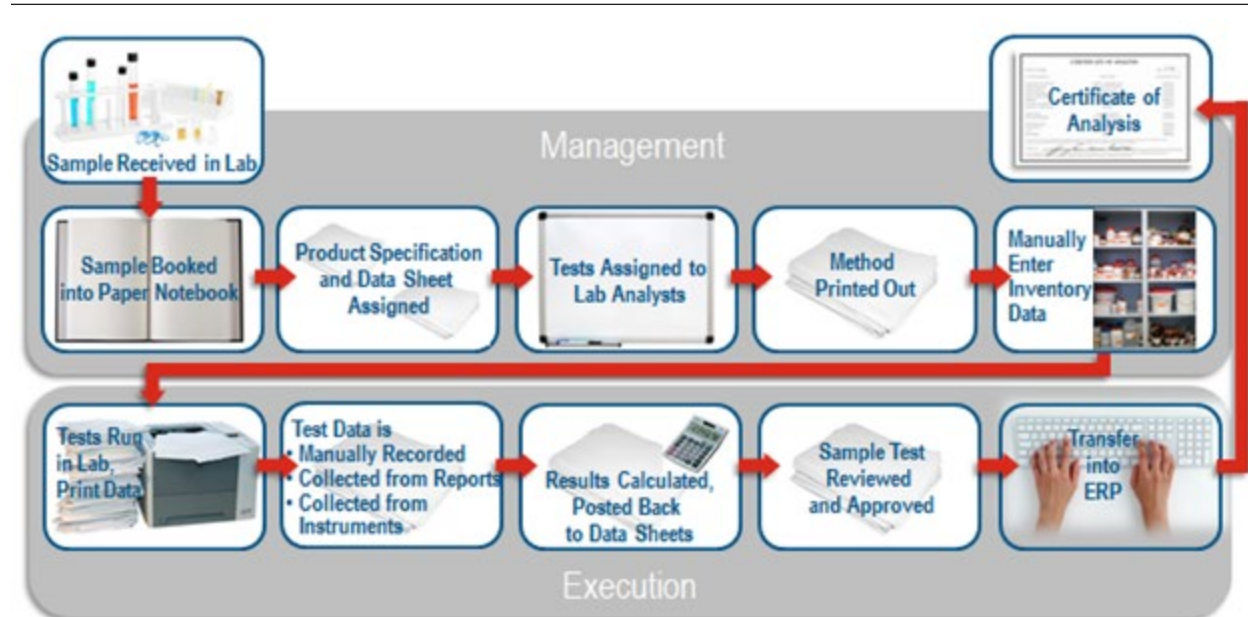 Sample Received in Lab
Management
Certificate of
Analysis
Sample Booked
into Paper Notebook
Product Specification
and Data Sheet
Assigned
Tests Assigned to
Lab Analysts
Method
Printed Out
Manually
Enter
Inventory
Data
Tests Run
in Lab,
Print Data
Test Data is
• Manually Recorded
• Collected from Reports
• Collected from
Instruments
Results Calculated,
Posted Back
to Data Sheets
Sample Test
Reviewed
and Approved
Transfer
into
ERP
Execution